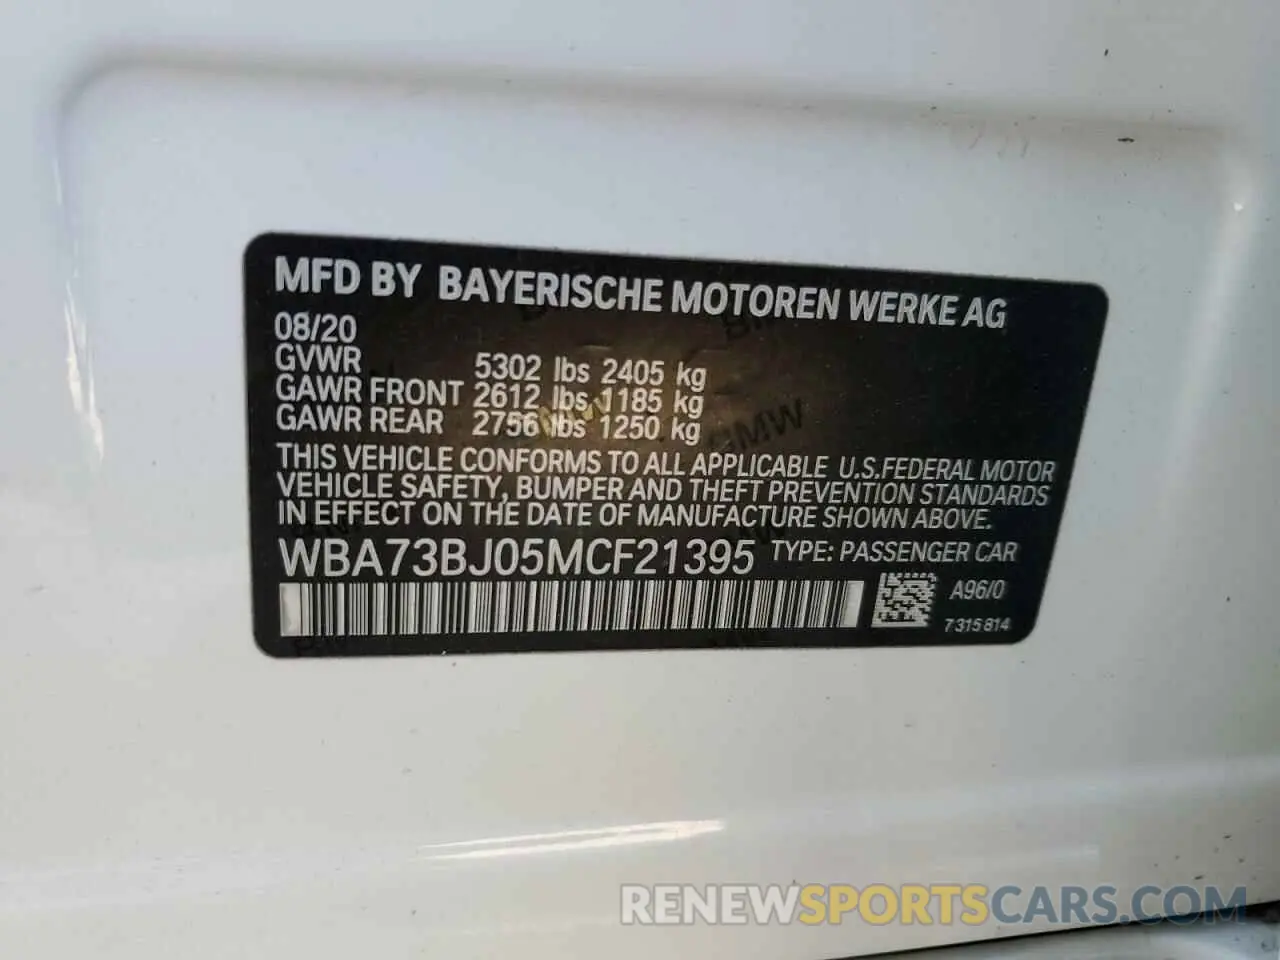 MFD BY BAYERISCHE MOTOREN WERKE AG
08/20
GVWR 5302 lbs 2405 kg
GAWR FRONT 2612 lbs 1185 kg
GAWR REAR 2756 lbs 1250 kg
THIS VEHICLE CONFORMS TO ALL APPLICABLE U.S.FEDERAL MOTOR
VEHICLE SAFETY, BUMPER AND THEFT PREVENTION STANDARDS
IN EFFECT ON THE DATE OF MANUFACTURE SHOWN ABOVE.
WBA73BJ05MCF21395 TYPE: PASSENGER CAR
A96/0
7315814
RENEWSPORTSCARS.COM